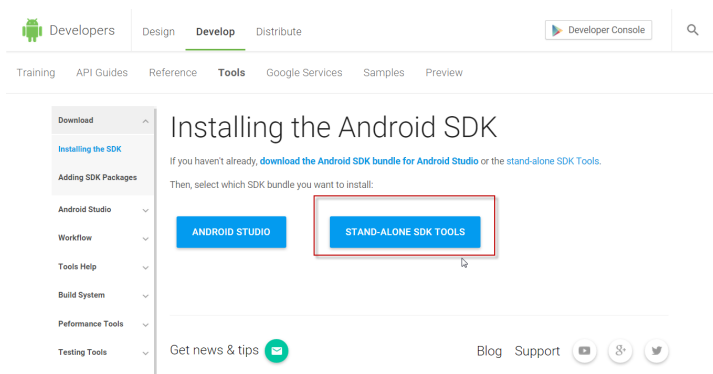 Developers
Design Develop Distribute
Developer Console
Training API Guides Reference Tools Google Services Samples Preview
Download
Installing the SDK
Adding SDK Packages
Android Studio
Workflow
Tools Help
Build System
Peformance Tools
Testing Tools
Installing the Android SDK
If you haven't already, download the Android SDK bundle for Android Studio or the stand-alone SDK Tools.
Then, select which SDK bundle you want to install:
ANDROID STUDIO STAND-ALONE SDK TOOLS
Get news & tips Blog Support